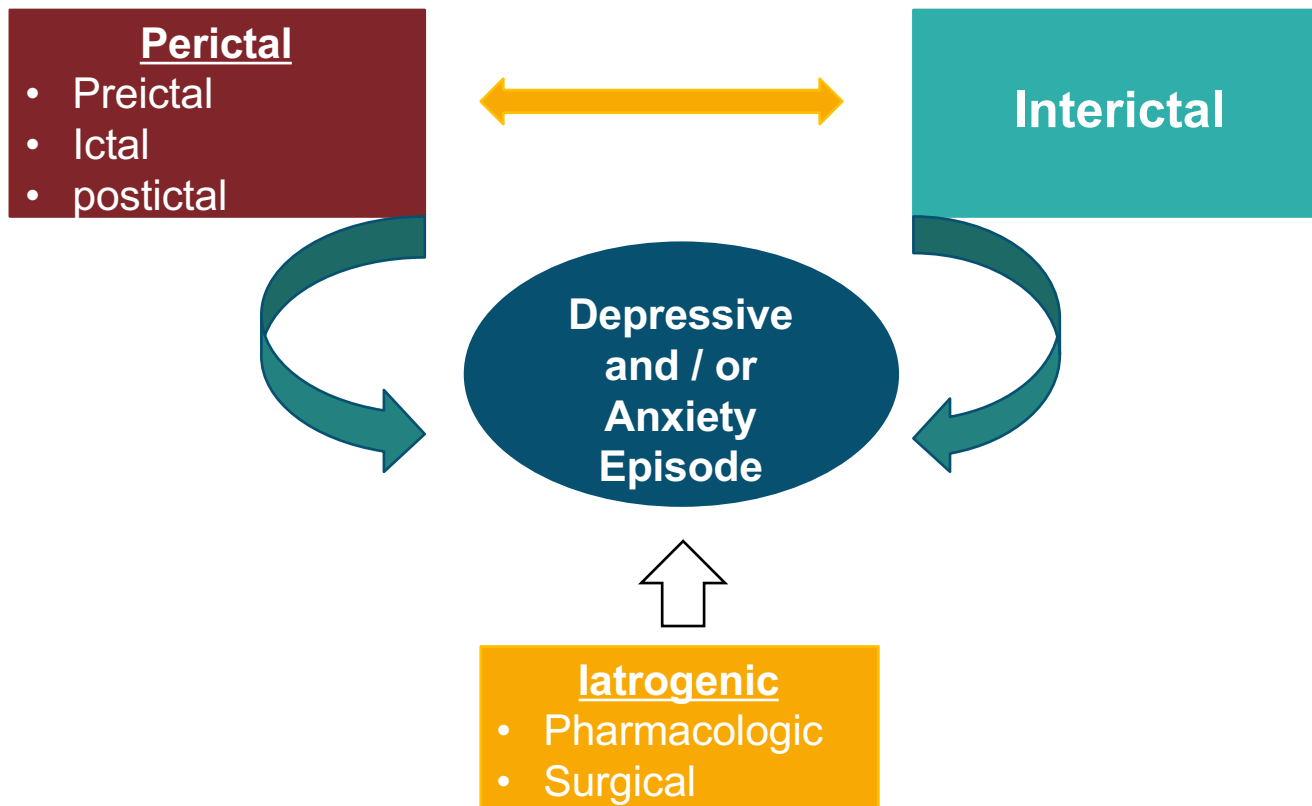 Perictal
• Preictal
• Ictal
• postictal
Interictal
Depressive
and / or
Anxiety
Episode
Iatrogenic
• Pharmacologic
• Surgical